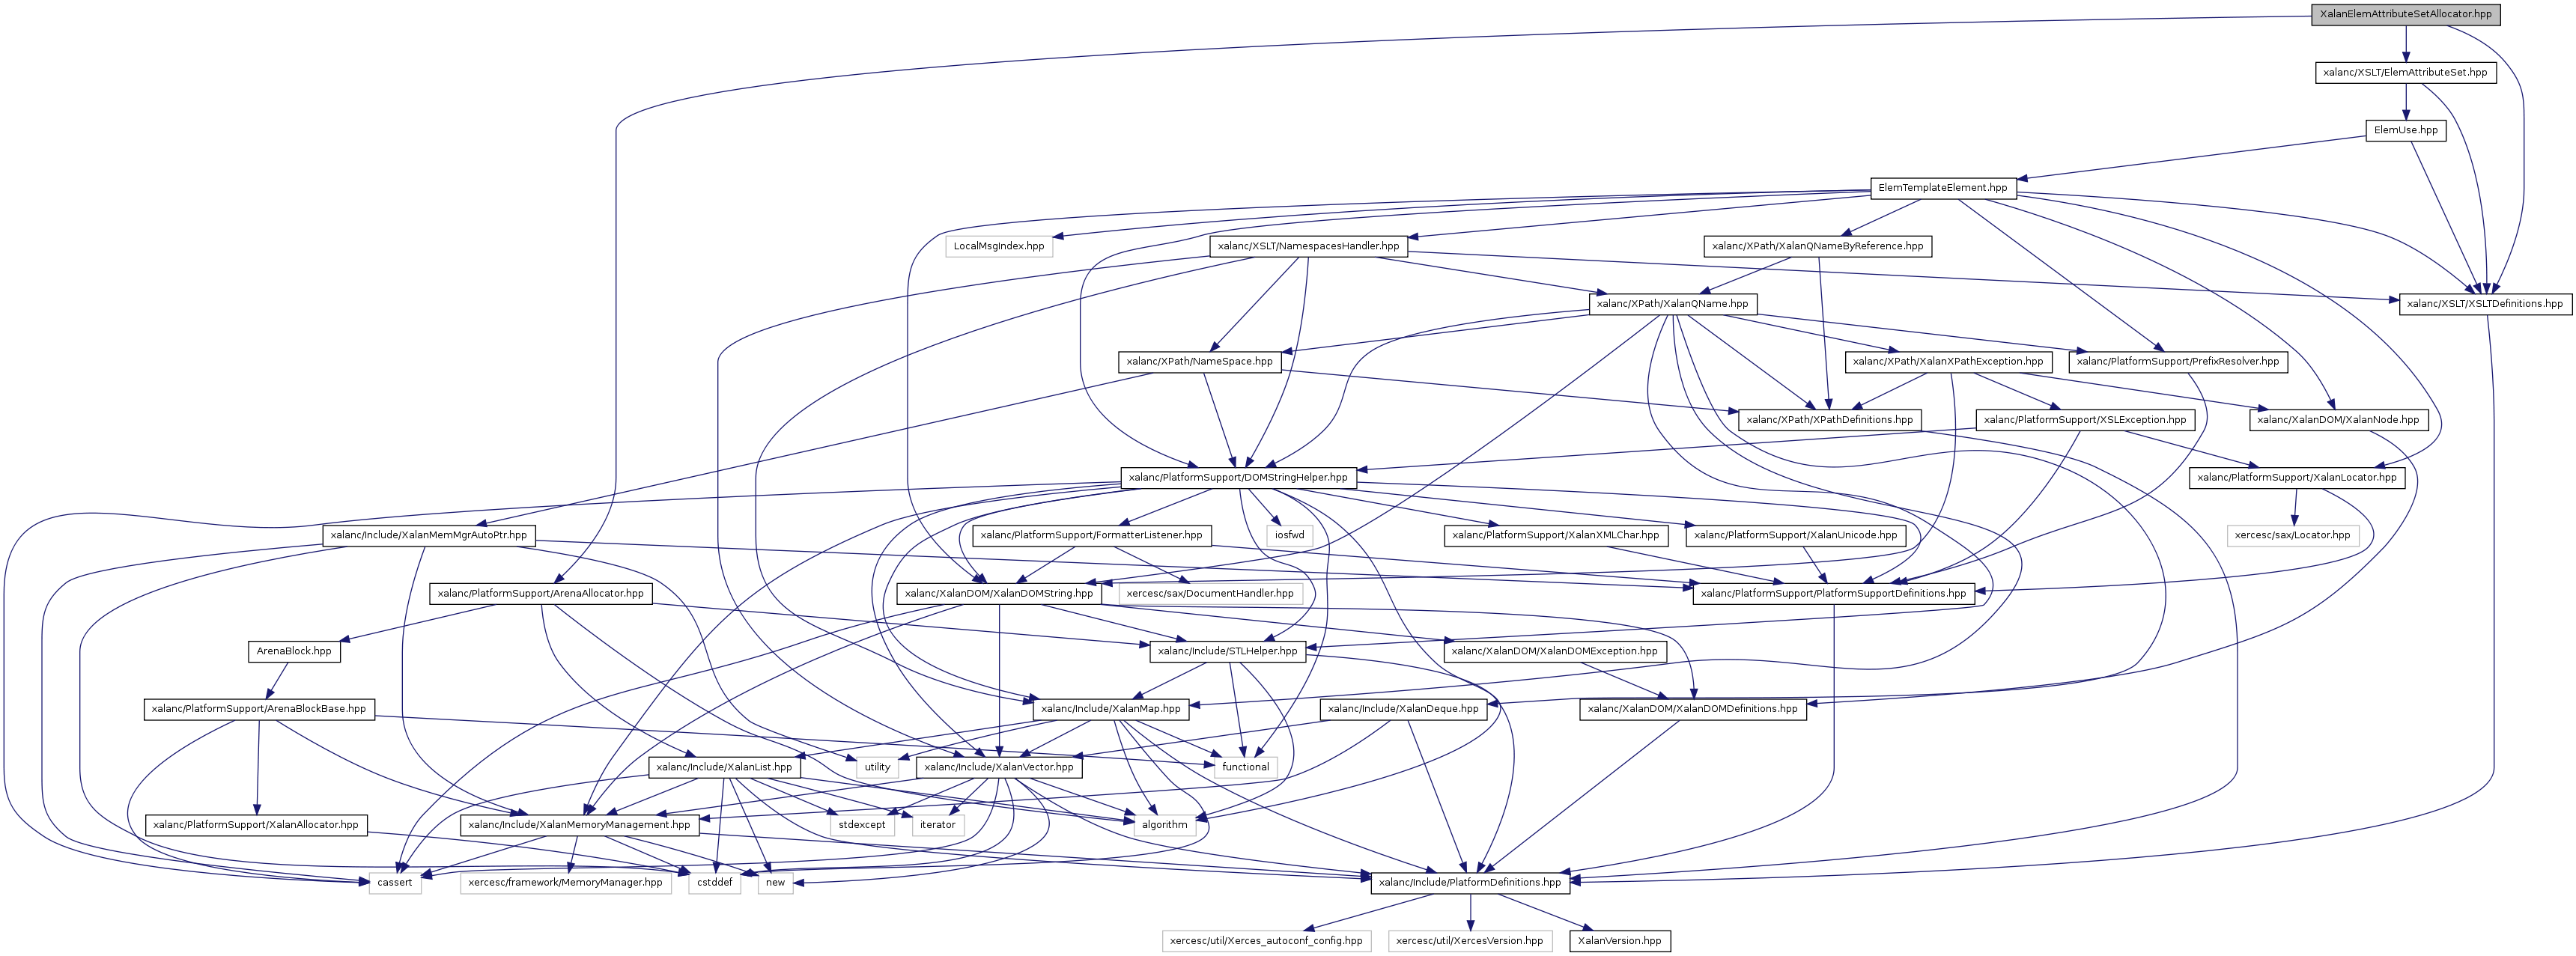 XalanElemAttributeSetAllocator.hpp
xalanc/XSLT/ElemAttributeSet.hpp
ElemUse.hpp
ElemTemplateElement.hpp
LocalMsgIndex.hpp
xalanc/XSLT/NamespacesHandler.hpp
xalanc/XPath/XalanQNameByReference.hpp
xalanc/XPath/XalanQName.hpp
xalanc/XSLT/XSLTDefinitions.hpp
xalanc/XPath/NameSpace.hpp
xalanc/XPath/XalanXPathException.hpp
xalanc/PlatformSupport/PrefixResolver.hpp
xalanc/XPath/XPathDefinitions.hpp
xalanc/PlatformSupport/XSLException.hpp
xalanc/XalanDOM/XalanNode.hpp
xalanc/PlatformSupport/DOMStringHelper.hpp
xalanc/PlatformSupport/XalanLocator.hpp
xalanc/Include/XalanMemMgrAutoPtr.hpp
xalanc/PlatformSupport/FormatterListener.hpp
iosfwd
xalanc/PlatformSupport/XalanXMLChar.hpp
xalanc/PlatformSupport/XalanUnicode.hpp
xercesc/sax/Locator.hpp
xalanc/PlatformSupport/ArenaAllocator.hpp
xalanc/XalanDOM/XalanDOMString.hpp
xercesc/sax/DocumentHandler.hpp
xalanc/PlatformSupport/PlatformSupportDefinitions.hpp
ArenaBlock.hpp
xalanc/Include/STLHelper.hpp
xalanc/XalanDOM/XalanDOMException.hpp
xalanc/PlatformSupport/ArenaBlockBase.hpp
xalanc/Include/XalanMap.hpp
xalanc/Include/XalanDeque.hpp
xalanc/XalanDOM/XalanDOMDefinitions.hpp
xalanc/Include/XalanList.hpp
utility
xalanc/Include/XalanVector.hpp
functional
xalanc/PlatformSupport/XalanAllocator.hpp
xalanc/Include/XalanMemoryManagement.hpp
stdexcept
iterator
algorithm
cassert
xercesc/framework/MemoryManager.hpp
cstddef
new
xalanc/Include/PlatformDefinitions.hpp
xercesc/util/Xerces_autoconf_config.hpp
xercesc/util/XercesVersion.hpp
XalanVersion.hpp